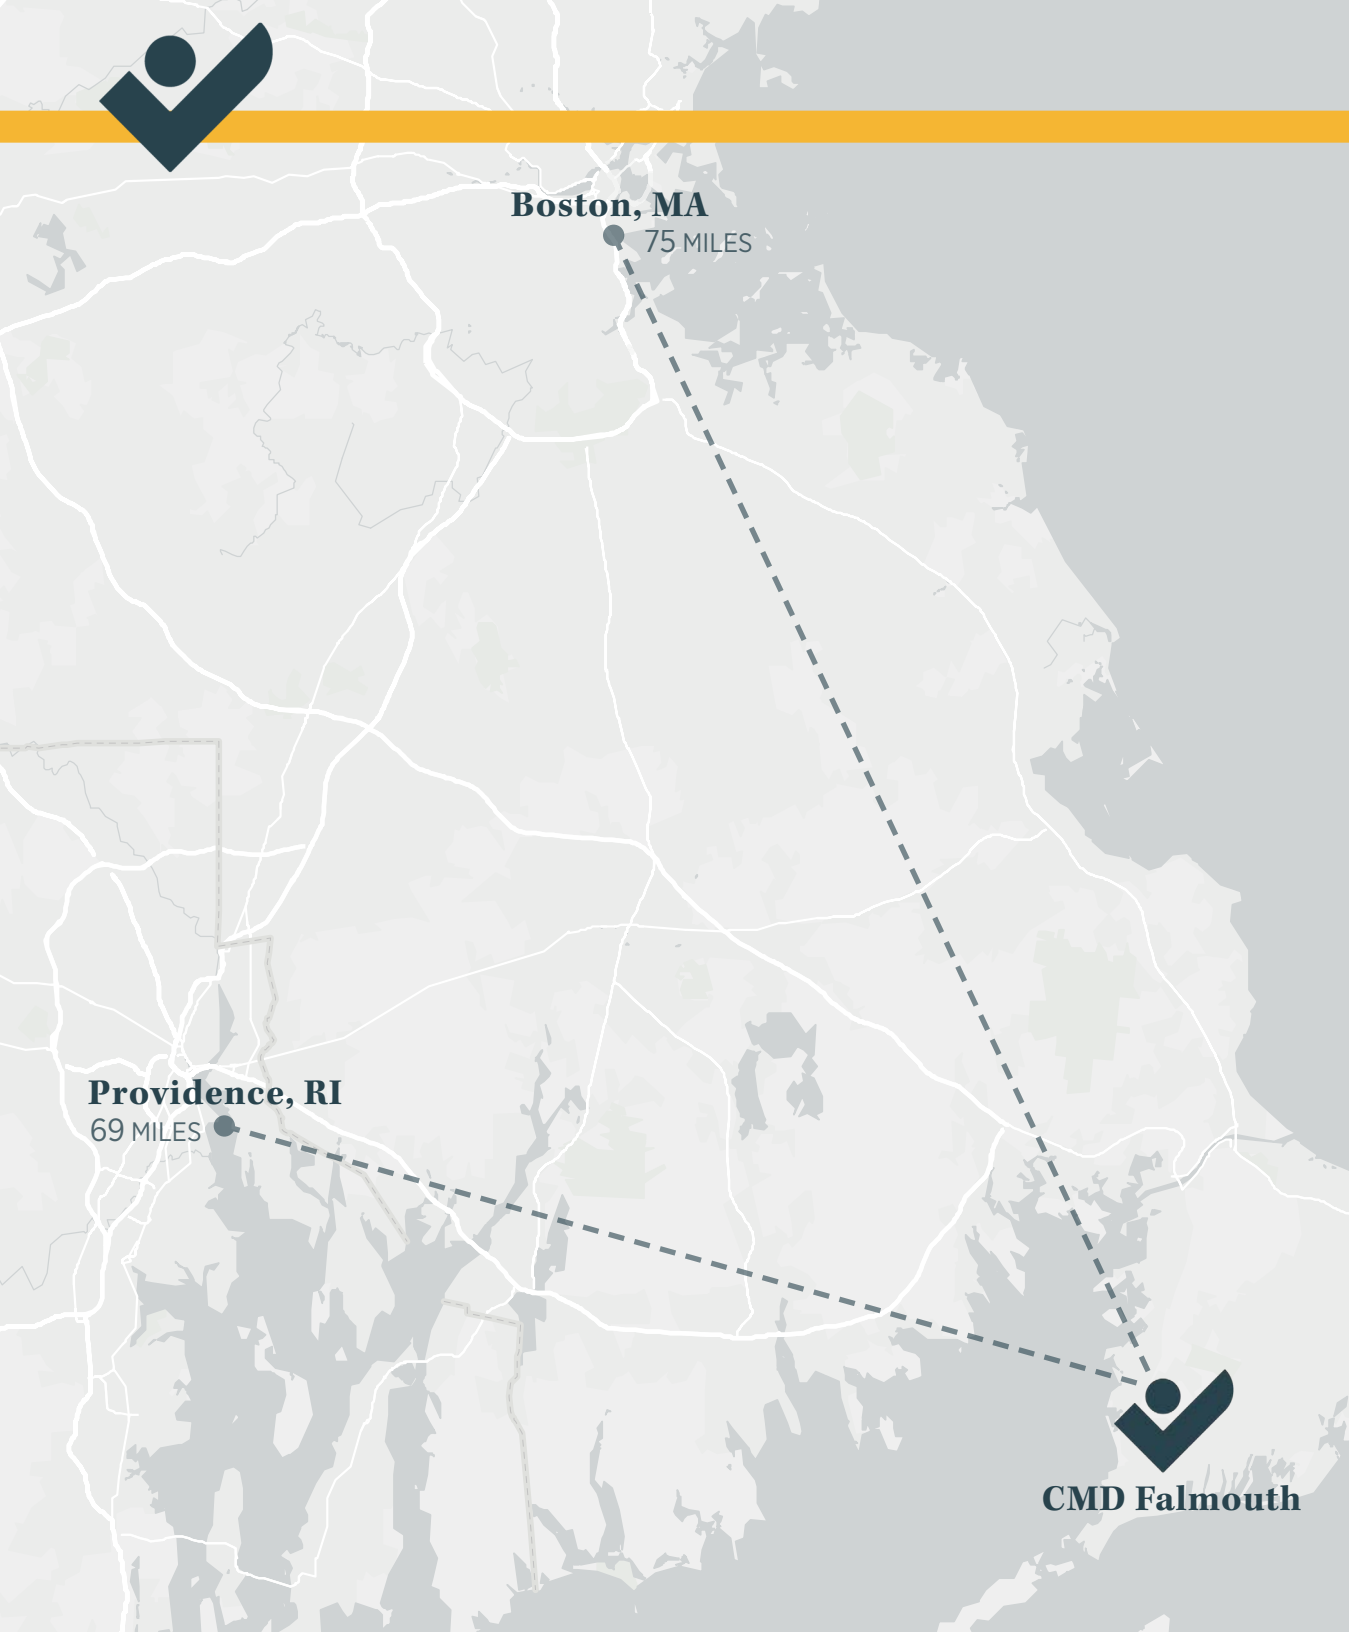 Boston, MA
75 MILES
Providence, RI
69 MILES
CMD Falmouth